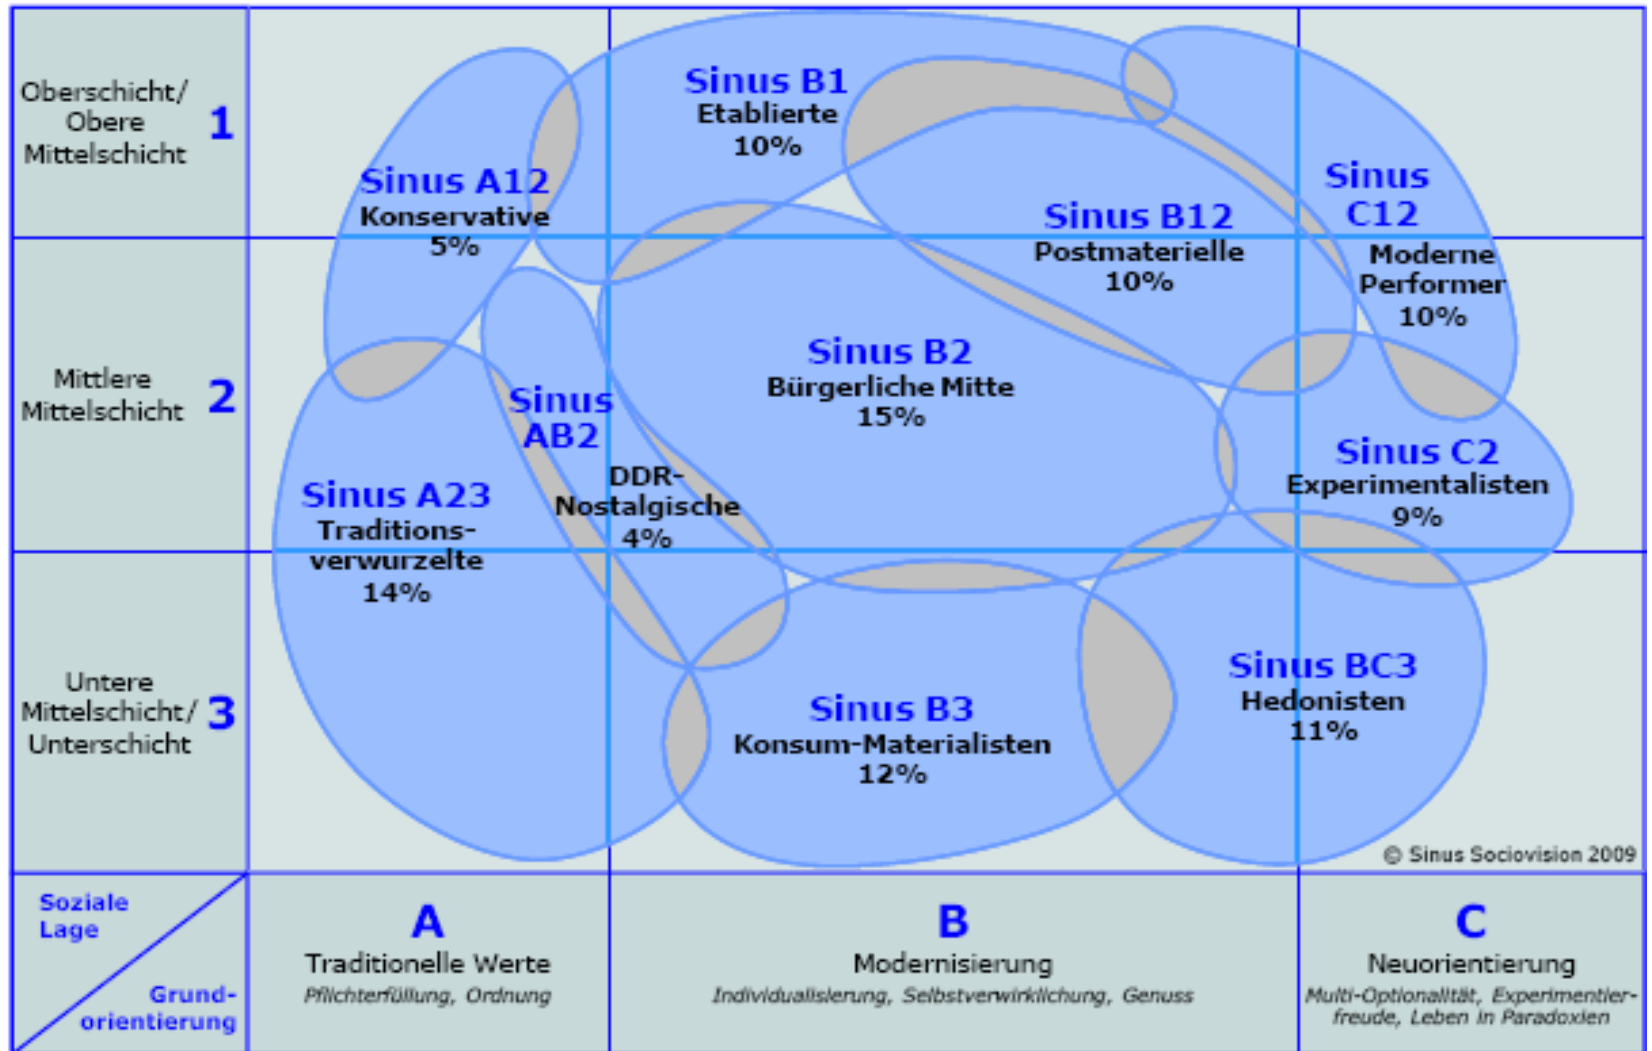 Oberschicht/
Obere
Mittelschicht
1
Sinus B1
Etablierte
10%
Sinus A12
Konservative
5%
Sinus B12
Postmaterielle
10%
Sinus
C12
Moderne
Performer
10%
Mittlere
Mittelschicht
2
Sinus B2
Bürgerliche Mitte
15%
Sinus
AB2
DDR-
Nostalgische
4%
Sinus C2
Experimentalisten
9%
Sinus A23
Traditions-
verwurzelte
14%
Untere
Mittelschicht/
Unterschicht
3
Sinus B3
Konsum-Materialisten
12%
Sinus BC3
Hedonisten
11%
© Sinus Sociovision 2009
Soziale
Lage
Grund-
orientierung
A
Traditionelle Werte
Pflichterfüllung, Ordnung
B
Modernisierung
Individualisierung, Selbstverwirklichung, Genuss
C
Neuorientierung
Multi-Optionalität, Experimentier-
freude, Leben in Paradoxien